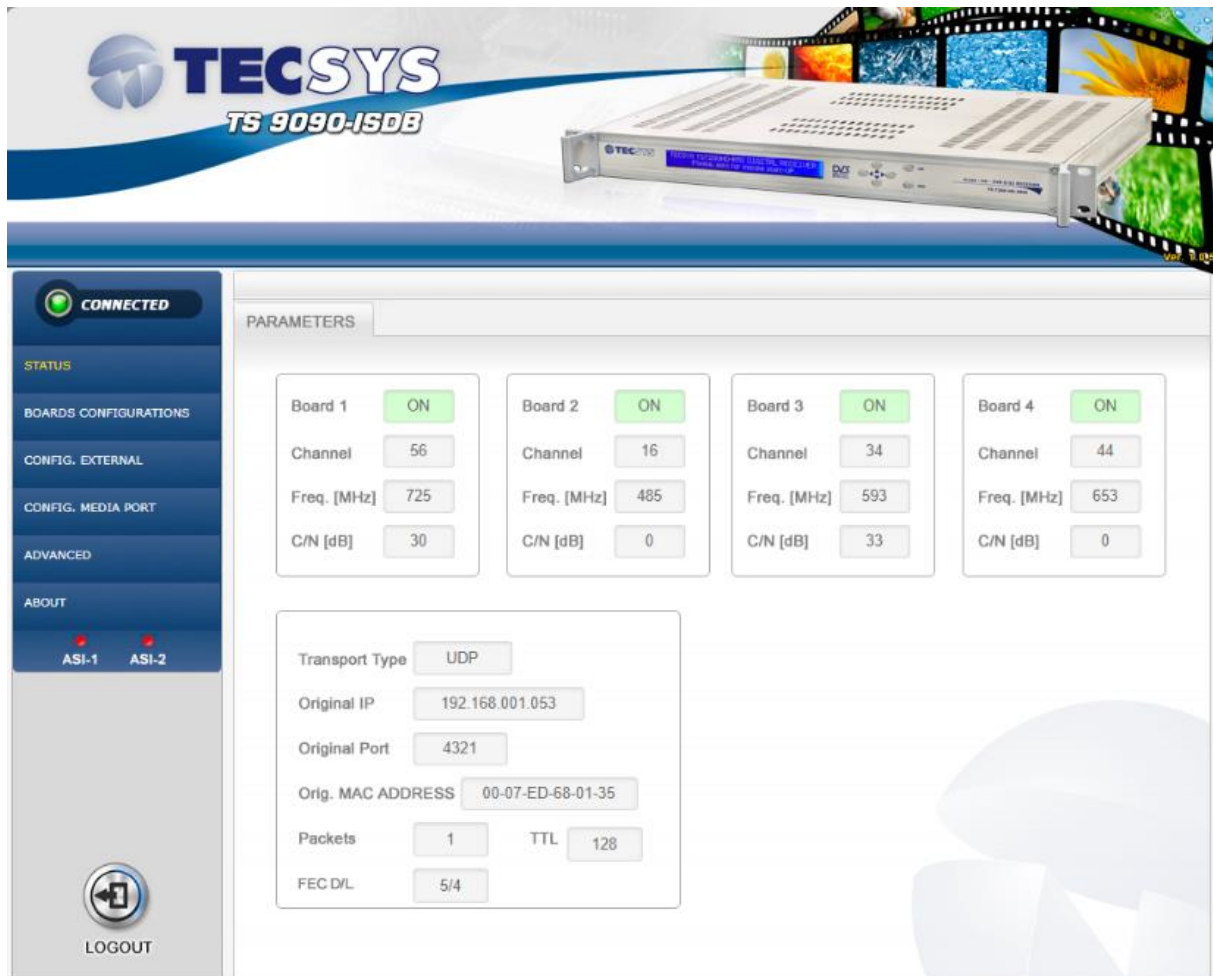 TECSYS
TS 9090-ISDB
TECSYS
DVB
CONNECTED
PARAMETERS
STATUS
BOARDS CONFIGURATIONS
CONFIG. EXTERNAL
CONFIG. MEDIA PORT
ADVANCED
ABOUT
ASI-1 ASI-2
LOGOUT
Board 1 ON
Channel 56
Freq. [MHz] 725
C/N [dB] 30
Board 2 ON
Channel 16
Freq. [MHz] 485
C/N [dB] 0
Board 3 ON
Channel 34
Freq. [MHz] 593
C/N [dB] 33
Board 4 ON
Channel 44
Freq. [MHz] 653
C/N [dB] 0
Transport Type UDP
Original IP 192.168.001.053
Original Port 4321
Orig. MAC ADDRESS 00-07-ED-68-01-35
Packets 1 TTL 128
FEC D/L 5/4